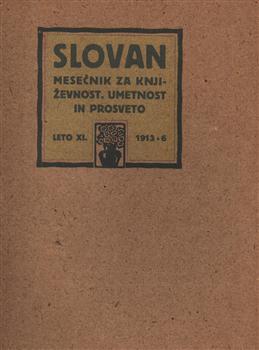 SLOVAN
MESEČNIK ZA KNJI-
ŽEVNOST, UMETNOST
IN PROSVETO
LETO XI. 1913•6